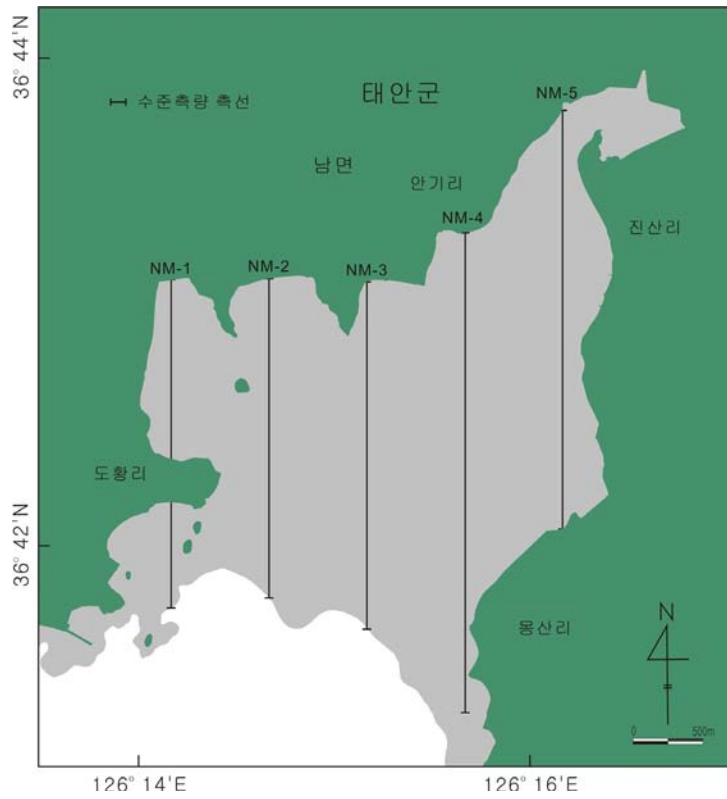 36° 44'N
수준측량 측선
태안군
NM-5
남면
안기리
NM-4
진산리
NM-1
NM-2
NM-3
도황리
36° 42'N
몽산리
N
0
500m
126° 14'E
126° 16'E